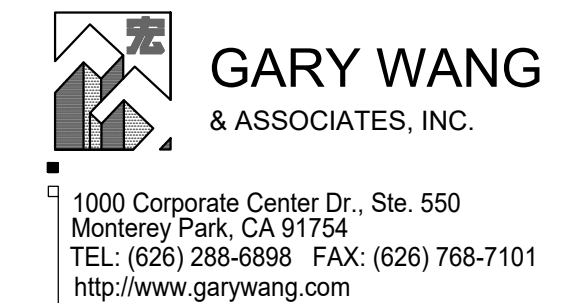 宏
GARY WANG
& ASSOCIATES, INC.
1000 Corporate Center Dr., Ste. 550
Monterey Park, CA 91754
TEL: (626) 288-6898 FAX: (626) 768-7101
http://www.garywang.com